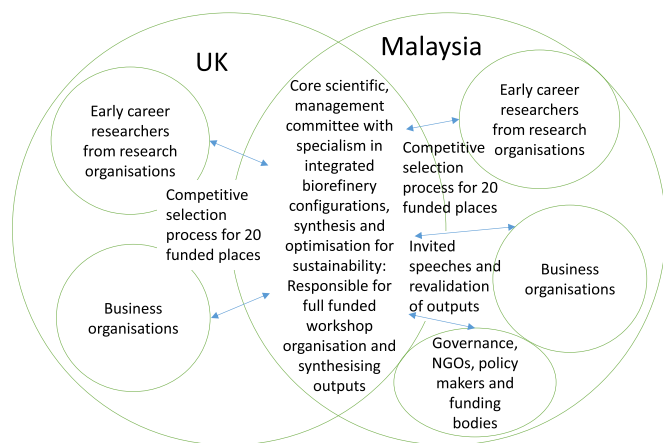 UK
Malaysia
Early career
researchers
from research
organisations
Competitive
selection
process for 20
funded places
Business
organisations
Core scientific,
management
committee with
specialism in
integrated
biorefinery
configurations,
synthesis and
optimisation for
sustainability:
Responsible for
full funded
workshop
organisation and
synthesising
outputs
Early career
researchers
from research
organisations
Competitive
selection
process for 20
funded places
Invited
speeches and
revalidation
of outputs
Business
organisations
Governance,
NGOs, policy
makers and
funding
bodies